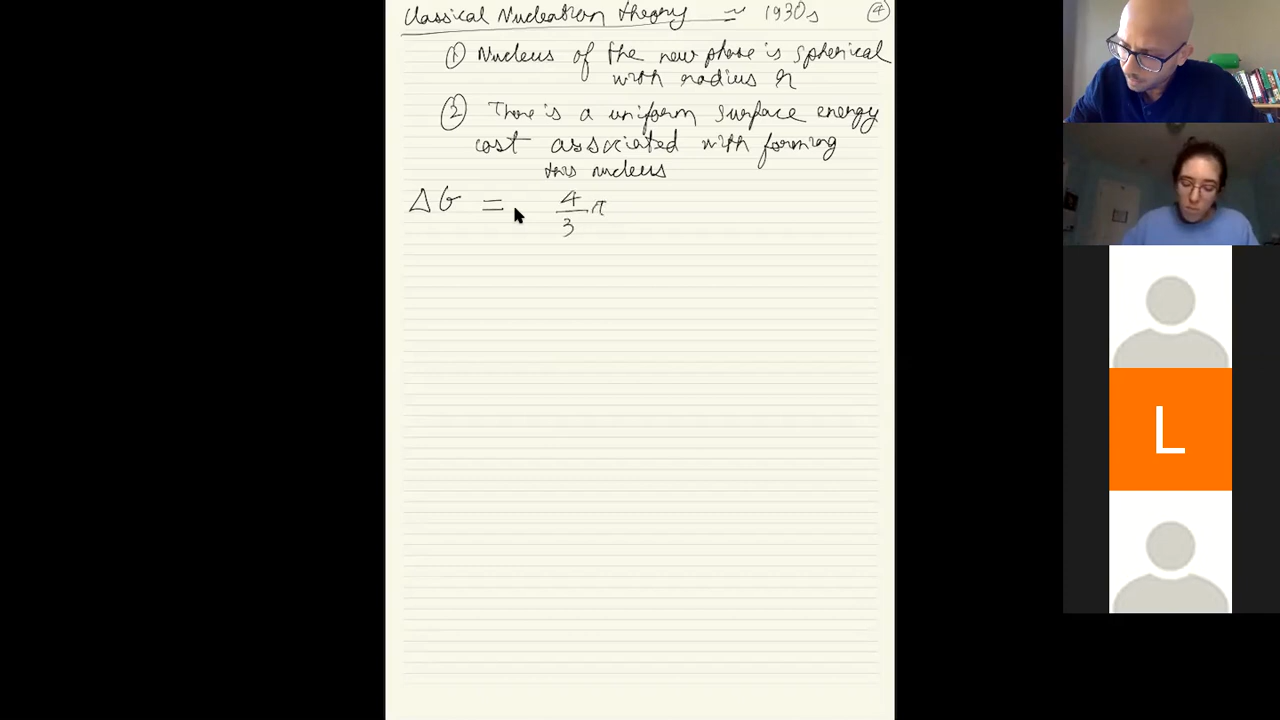 Classical Nucleation Theory ~ 1930s ④
① Nucleus of the new phase is spherical
with radius r
② There is a uniform surface energy
cost associated with forming
this nucleus
ΔG = 4/3 π
L